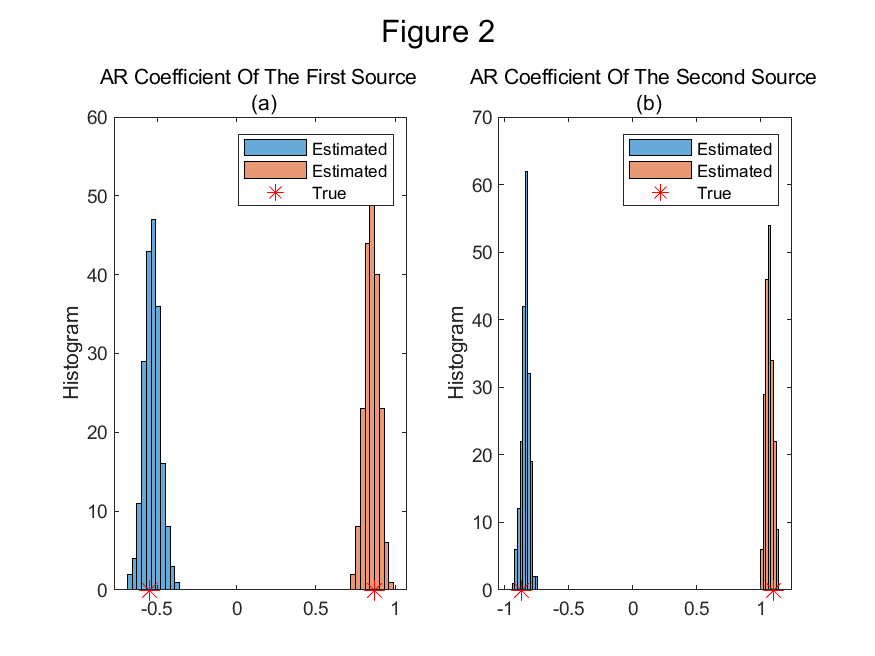 Figure 2
AR Coefficient Of The First Source
(a)
60
50
40
30
20
10
0
Histogram
-0.5
0
0.5
1
Estimated
Estimated
True
AR Coefficient Of The Second Source
(b)
70
60
50
40
30
20
10
0
Histogram
-1
-0.5
0
0.5
1
Estimated
Estimated
True